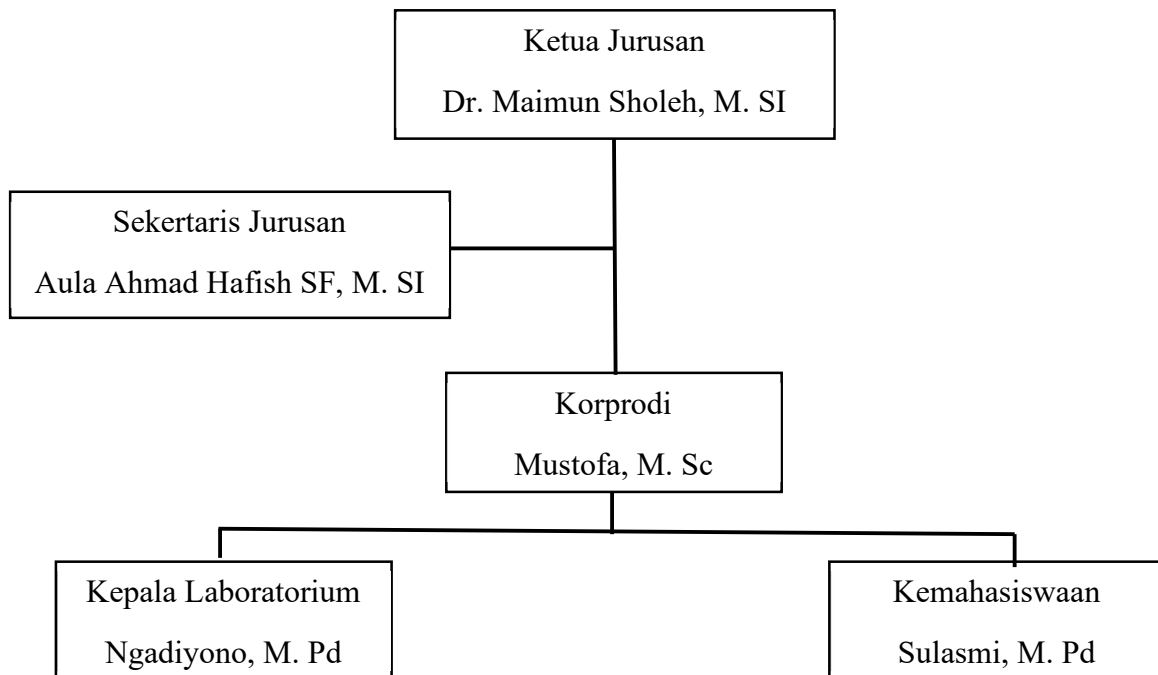 Ketua Jurusan
Dr. Maimun Sholeh, M. SI
Sekertaris Jurusan
Aula Ahmad Hafish SF, M. SI
Korprodi
Mustofa, M. Sc
Kepala Laboratorium
Ngadiyono, M. Pd
Kemahasiswaan
Sulasmi, M. Pd